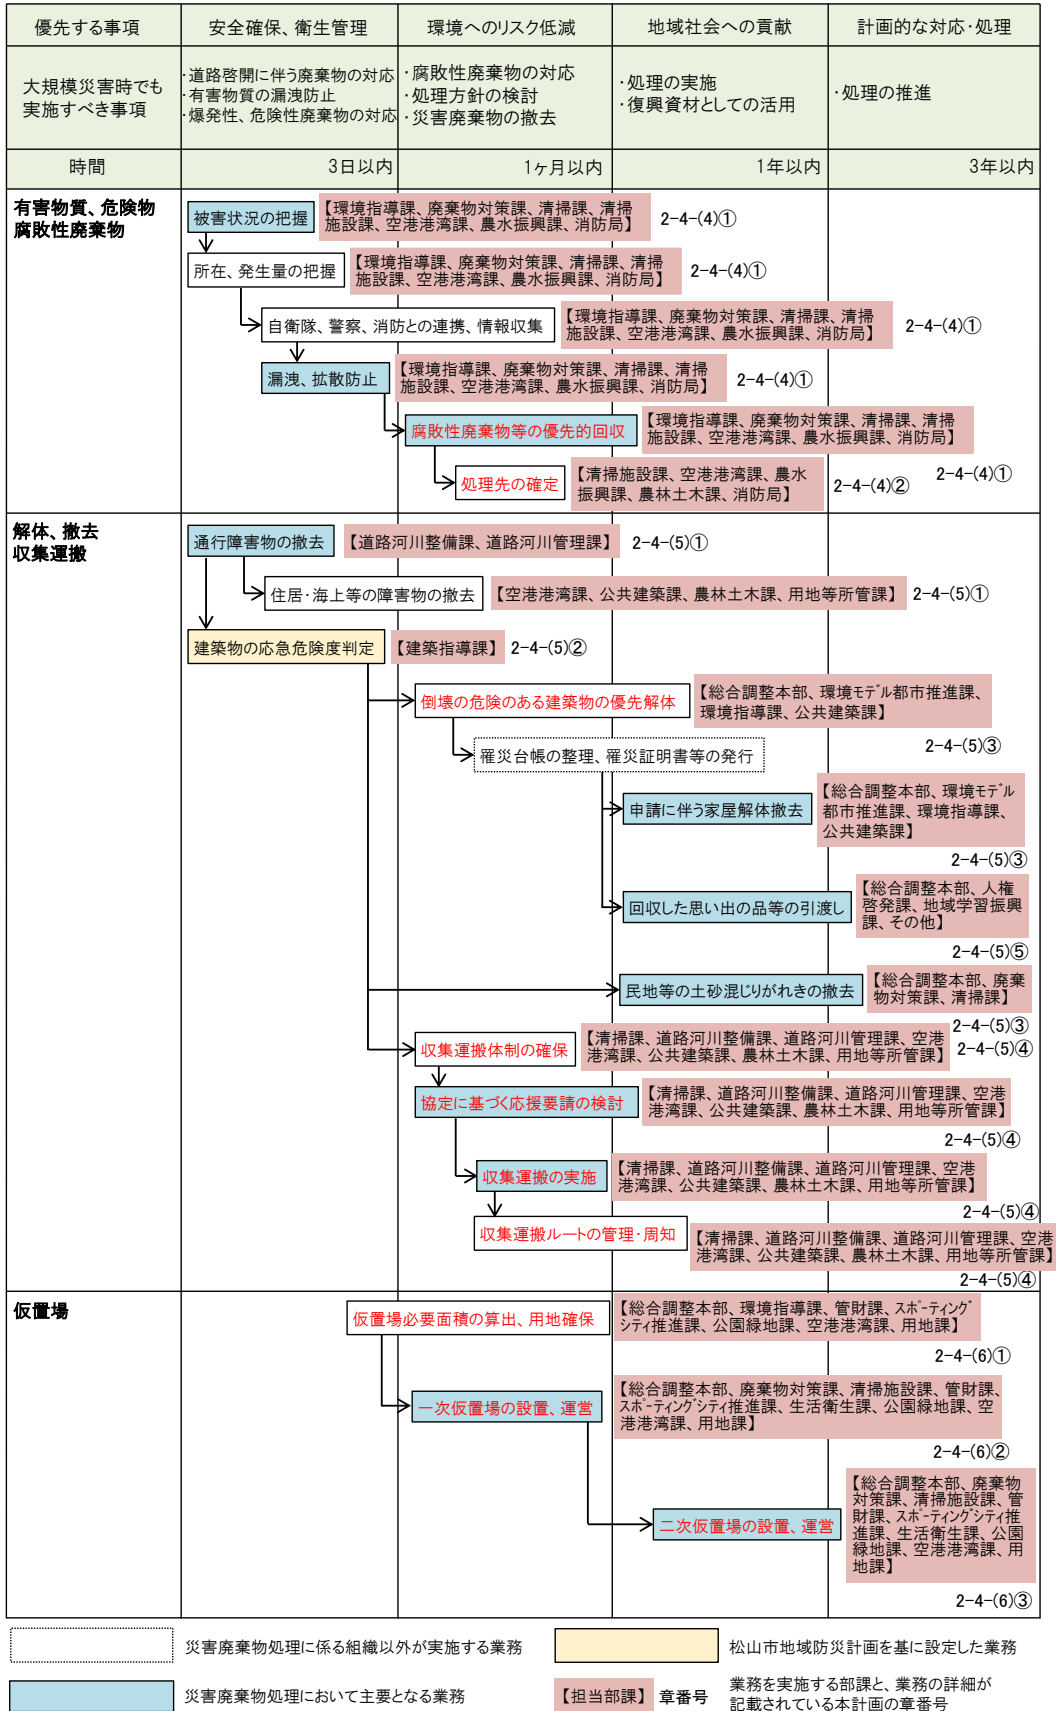 優先する事項
安全確保、衛生管理
環境へのリスク低減
地域社会への貢献
計画的な対応・処理
大規模災害時でも
実施すべき事項
・道路啓開に伴う廃棄物の対応
・有害物質の漏洩防止
・爆発性、危険性廃棄物の対応
・腐敗性廃棄物の対応
・処理方針の検討
・災害廃棄物の撤去
・処理の実施
・復興資材としての活用
・処理の推進
時間
3日以内
1ヶ月以内
1年以内
3年以内
有害物質、危険物
腐敗性廃棄物
被害状況の把握
【環境指導課、廃棄物対策課、清掃課、清掃
施設課、空港港湾課、農水振興課、消防局】
2-4-(4)①
所在、発生量の把握
【環境指導課、廃棄物対策課、清掃課、清掃
施設課、空港港湾課、農水振興課、消防局】
2-4-(4)①
自衛隊、警察、消防との連携、情報収集
【環境指導課、廃棄物対策課、清掃課、清掃
施設課、空港港湾課、農水振興課、消防局】
2-4-(4)①
漏洩、拡散防止
【環境指導課、廃棄物対策課、清掃課、清掃
施設課、空港港湾課、農水振興課、消防局】
2-4-(4)①
腐敗性廃棄物等の優先的回収
【環境指導課、廃棄物対策課、清掃課、清掃
施設課、空港港湾課、農水振興課、消防局】
2-4-(4)①
処理先の確定
【清掃施設課、空港港湾課、農水
振興課、農林土木課、消防局】
2-4-(4)②
解体、撤去
収集運搬
通行障害物の撤去
【道路河川整備課、道路河川管理課】
2-4-(5)①
住居・海上等の障害物の撤去
【空港港湾課、公共建築課、農林土木課、用地等所管課】
2-4-(5)①
建築物の応急危険度判定
【建築指導課】
2-4-(5)②
倒壊の危険のある建築物の優先解体
【総合調整本部、環境ﾓﾃﾞﾙ都市推進課、
環境指導課、公共建築課】
2-4-(5)③
罹災台帳の整理、罹災証明書等の発行
申請に伴う家屋解体撤去
【総合調整本部、環境ﾓﾃﾞﾙ
都市推進課、環境指導課、
公共建築課】
2-4-(5)③
回収した思い出の品等の引渡し
【総合調整本部、人権
啓発課、地域学習振興
課、その他】
2-4-(5)⑤
民地等の土砂混じりがれきの撤去
【総合調整本部、廃棄
物対策課、清掃課】
2-4-(5)③
収集運搬体制の確保
【清掃課、道路河川整備課、道路河川管理課、空港
港湾課、公共建築課、農林土木課、用地等所管課】
2-4-(5)④
協定に基づく応援要請の検討
【清掃課、道路河川整備課、道路河川管理課、空港
港湾課、公共建築課、農林土木課、用地等所管課】
2-4-(5)④
収集運搬の実施
【清掃課、道路河川整備課、道路河川管理課、空港
港湾課、公共建築課、農林土木課、用地等所管課】
2-4-(5)④
収集運搬ルートの管理・周知
【清掃課、道路河川整備課、道路河川管理課、空港
港湾課、公共建築課、農林土木課、用地等所管課】
2-4-(5)④
仮置場
仮置場必要面積の算出、用地確保
【総合調整本部、環境指導課、管財課、ｽﾎﾟｰﾃｨﾝｸﾞ
ｼﾃｨ推進課、公園緑地課、空港港湾課、用地課】
2-4-(6)①
一次仮置場の設置、運営
【総合調整本部、廃棄物対策課、清掃施設課、管財課、
ｽﾎﾟｰﾃｨﾝｸﾞｼﾃｨ推進課、生活衛生課、公園緑地課、空
港港湾課、用地課】
2-4-(6)②
二次仮置場の設置、運営
【総合調整本部、廃棄物
対策課、清掃施設課、管
財課、ｽﾎﾟｰﾃｨﾝｸﾞｼﾃｨ推
進課、生活衛生課、公園
緑地課、空港港湾課、用
地課】
2-4-(6)③
災害廃棄物処理に係る組織以外が実施する業務
松山市地域防災計画を基に設定した業務
災害廃棄物処理において主要となる業務
【担当部課】 章番号
業務を実施する部課と、業務の詳細が
記載されている本計画の章番号